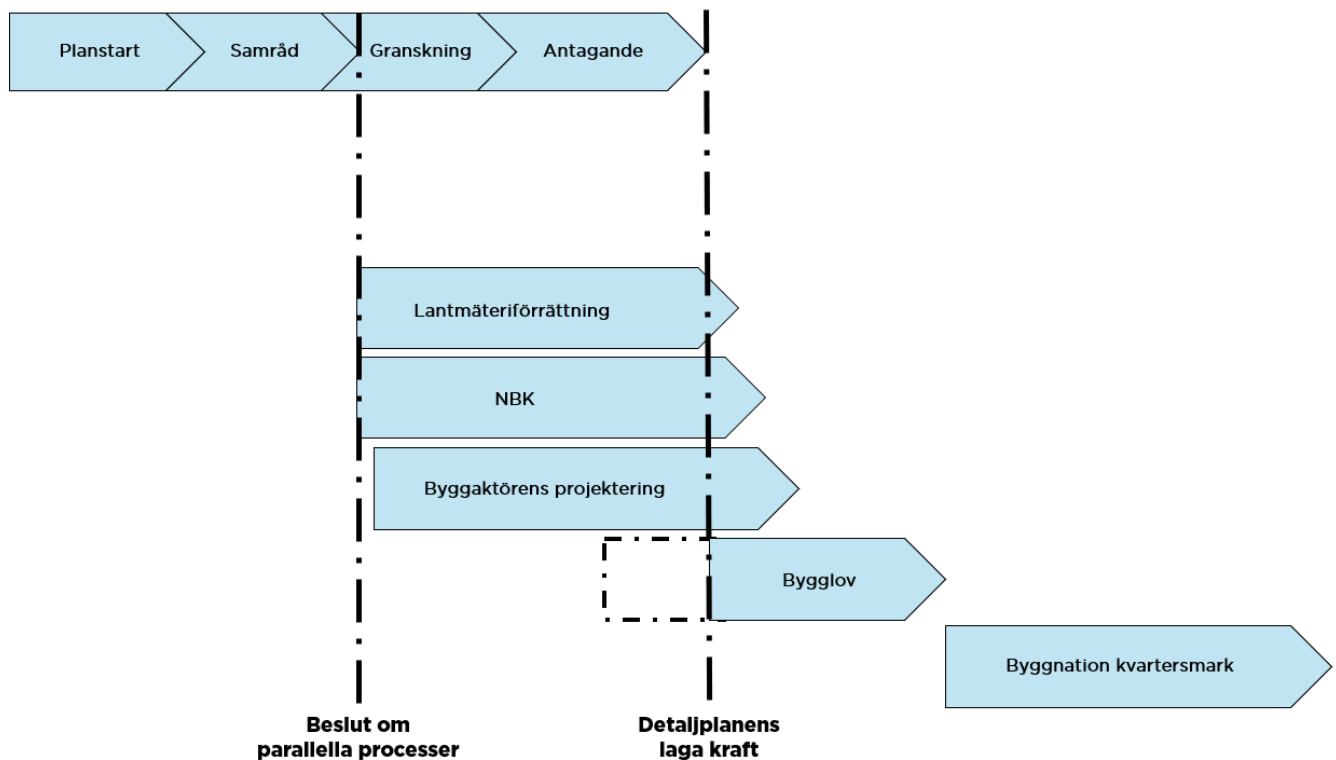 Planstart
Samråd
Granskning
Antagande
Lantmäteriförrättning
NBK
Byggaktörens projektering
Bygglov
Byggnation kvartersmark
Beslut om
parallella processer
Detaljplanens
laga kraft